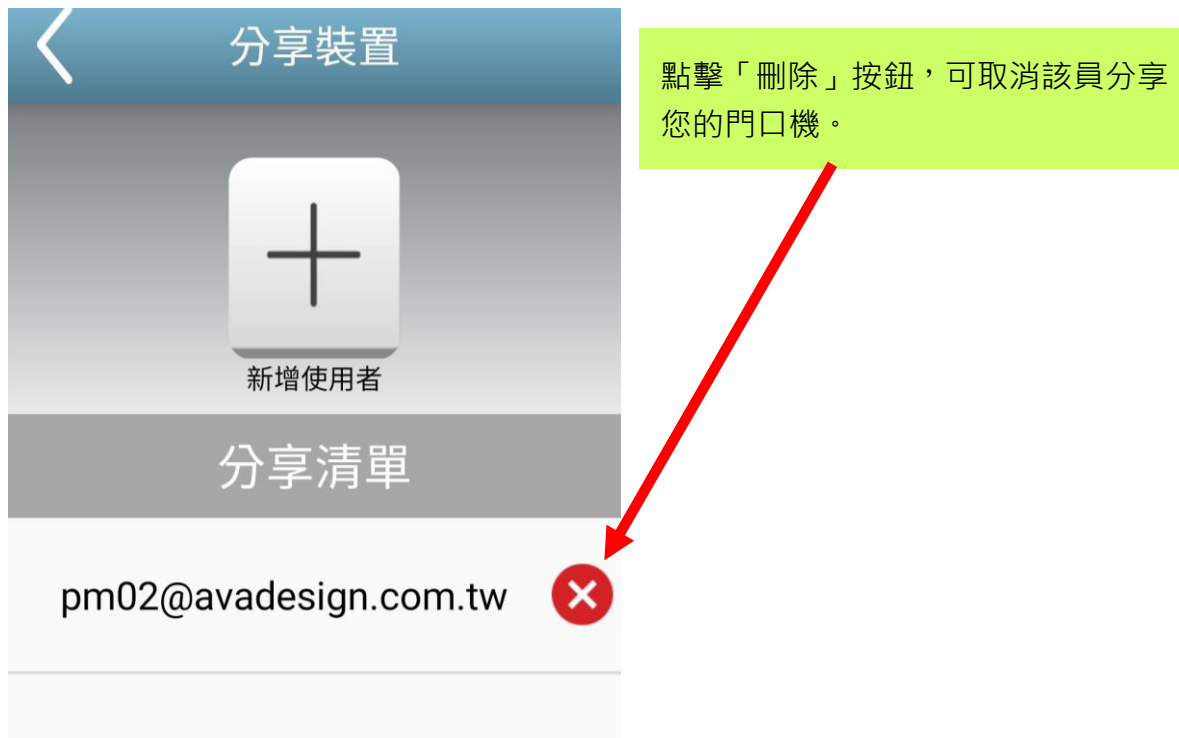 分享裝置
點擊「刪除」按鈕，可取消該員分享
您的門口機。
新增使用者
分享清單
pm02@avadesign.com.tw